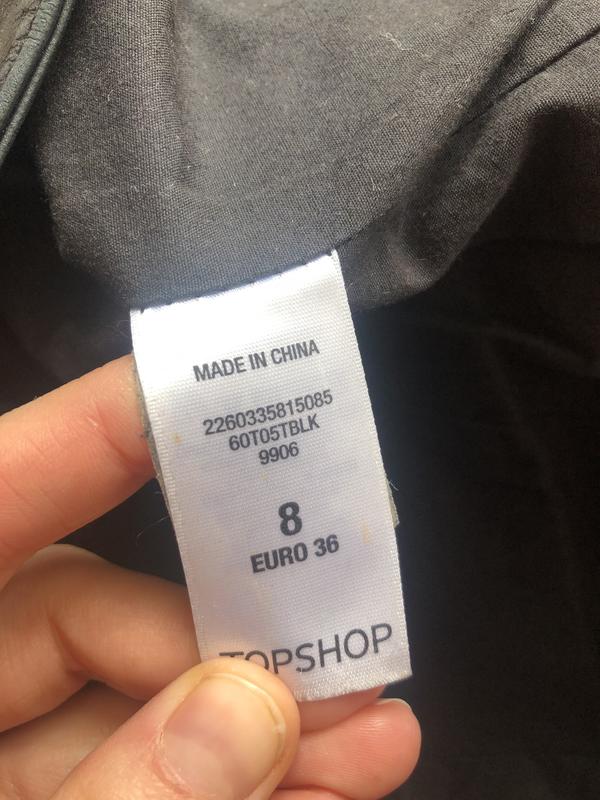 MADE IN CHINA
2260335815085
60T05TBLK
9906
8
EURO 36
TOPSHOP